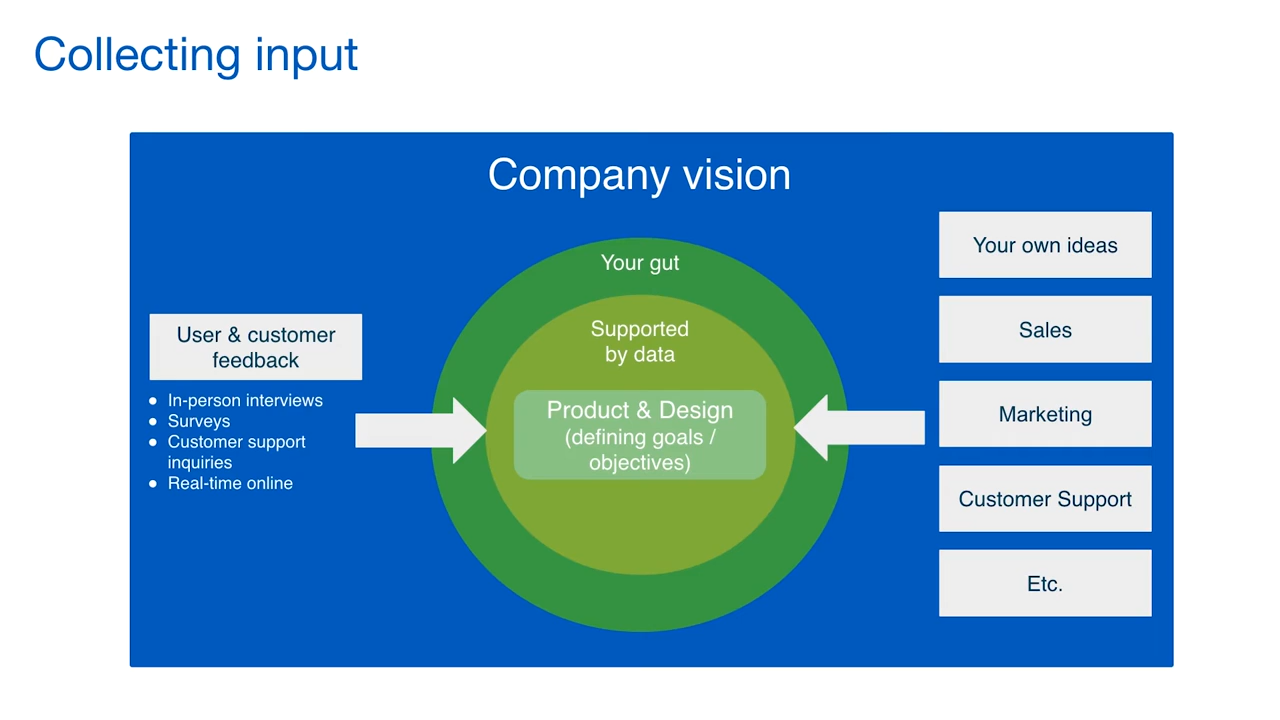 Collecting input
Company vision
Your gut
Supported
by data
Product & Design
(defining goals /
objectives)
User & customer
feedback
● In-person interviews
● Surveys
● Customer support
inquiries
● Real-time online
Your own ideas
Sales
Marketing
Customer Support
Etc.